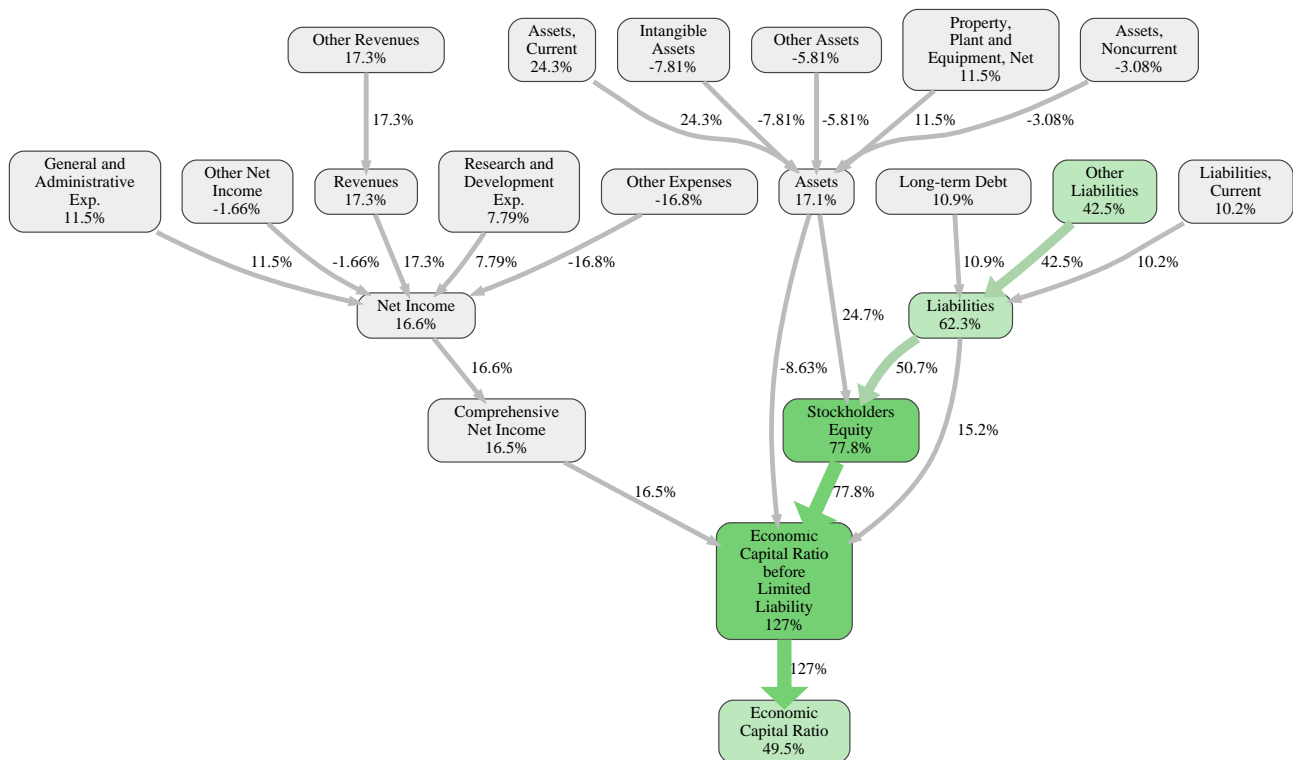 Other Revenues
17.3%
Assets,
Current
24.3%
Intangible
Assets
-7.81%
Other Assets
-5.81%
Property,
Plant and
Equipment, Net
11.5%
Assets,
Noncurrent
-3.08%
17.3%
24.3%
-7.81%
-5.81%
11.5%
-3.08%
General and
Administrative
Exp.
11.5%
Other Net
Income
-1.66%
Revenues
17.3%
Research and
Development
Exp.
7.79%
Other Expenses
-16.8%
Assets
17.1%
Long-term Debt
10.9%
Other
Liabilities
42.5%
Liabilities,
Current
10.2%
11.5%
-1.66%
17.3%
7.79%
-16.8%
10.9%
42.5%
10.2%
Net Income
16.6%
24.7%
Liabilities
62.3%
16.6%
-8.63%
50.7%
Comprehensive
Net Income
16.5%
Stockholders
Equity
77.8%
15.2%
16.5%
77.8%
Economic
Capital Ratio
before
Limited
Liability
127%
127%
Economic
Capital Ratio
49.5%